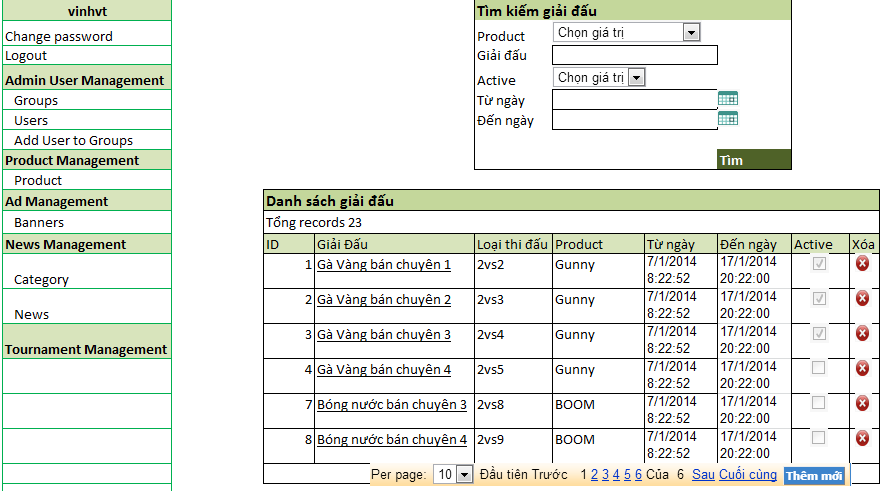 vinhvt
Change password
Logout
Admin User Management
Groups
Users
Add User to Groups
Product Management
Product
Ad Management
Banners
News Management
Category
News
Tournament Management
Tìm kiếm giải đấu
Product Chọn giá trị
Giải đấu
Active Chọn giá trị
Từ ngày
Đến ngày
Tìm
Danh sách giải đấu
Tổng records 23
ID Giải Đấu Loại thi đấu Product Từ ngày Đến ngày Active Xóa
1 Gà Vàng bán chuyên 1 2vs2 Gunny 7/1/2014 17/1/2014
8:22:52 20:22:00
2 Gà Vàng bán chuyên 2 2vs3 Gunny 7/1/2014 17/1/2014
8:22:52 20:22:00
3 Gà Vàng bán chuyên 3 2vs4 Gunny 7/1/2014 17/1/2014
8:22:52 20:22:00
4 Gà Vàng bán chuyên 4 2vs5 Gunny 7/1/2014 17/1/2014
8:22:52 20:22:00
7 Bóng nước bán chuyên 3 2vs8 BOOM 7/1/2014 17/1/2014
8:22:52 20:22:00
8 Bóng nước bán chuyên 4 2vs9 BOOM 7/1/2014 17/1/2014
8:22:52 20:22:00
Per page: 10 Đầu tiên Trước 1 2 3 4 5 6 Của 6 Sau Cuối cùng Thêm mới